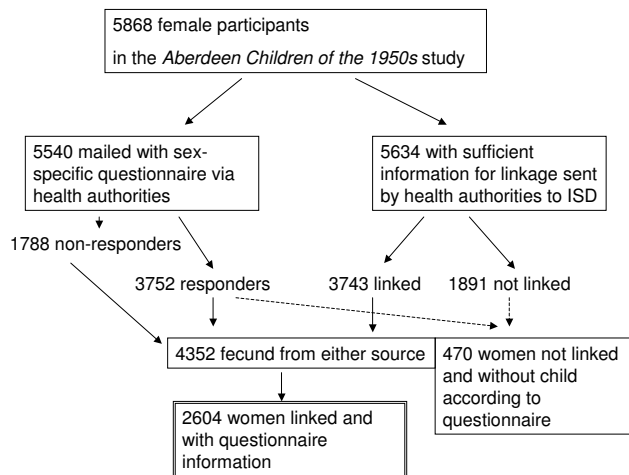 5868 female participants
in the Aberdeen Children of the 1950s study
5540 mailed with sex-
specific questionnaire via
health authorities
5634 with sufficient
information for linkage sent
by health authorities to ISD
1788 non-responders
3752 responders
3743 linked
1891 not linked
4352 fecund from either source
470 women not linked
and without child
according to
questionnaire
2604 women linked and
with questionnaire
information